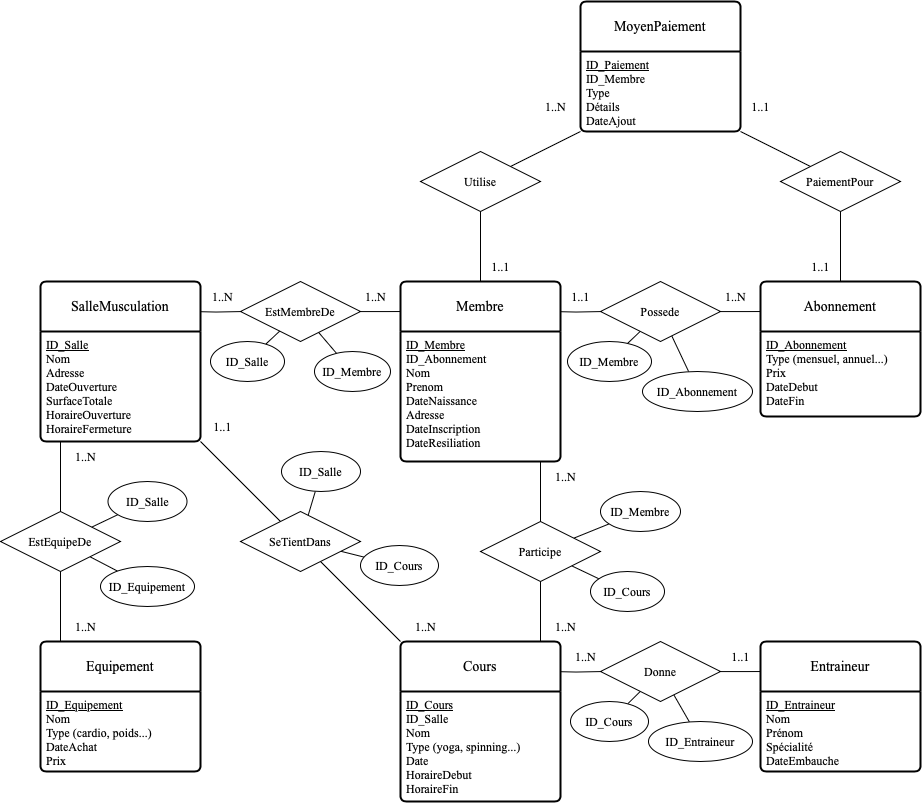 MoyenPaiement
ID_Paiement
ID_Membre
Type
Détails
DateAjout
1..N
1..1
Utilise
PaiementPour
1..1
1..1
SalleMusculation
ID_Salle
Nom
Adresse
DateOuverture
SurfaceTotale
HoraireOuverture
HoraireFermeture
1..N
EstMembreDe
1..N
ID_Salle
ID_Membre
Membre
ID_Membre
ID_Abonnement
Nom
Prenom
DateNaissance
Adresse
DateInscription
DateResiliation
1..1
Possede
1..N
ID_Membre
ID_Abonnement
Abonnement
ID_Abonnement
Type (mensuel, annuel...)
Prix
DateDebut
DateFin
1..N
EstEquipeDe
ID_Salle
ID_Equipement
1..N
1..1
SeTientDans
ID_Salle
ID_Cours
1..N
1..N
Participe
ID_Membre
ID_Cours
1..N
Equipement
ID_Equipement
Nom
Type (cardio, poids...)
DateAchat
Prix
Cours
ID_Cours
ID_Salle
Nom
Type (yoga, spinning...)
Date
HoraireDebut
HoraireFin
1..N
Donne
1..1
ID_Cours
ID_Entraineur
Entraineur
ID_Entraineur
Nom
Prénom
Spécialité
DateEmbauche